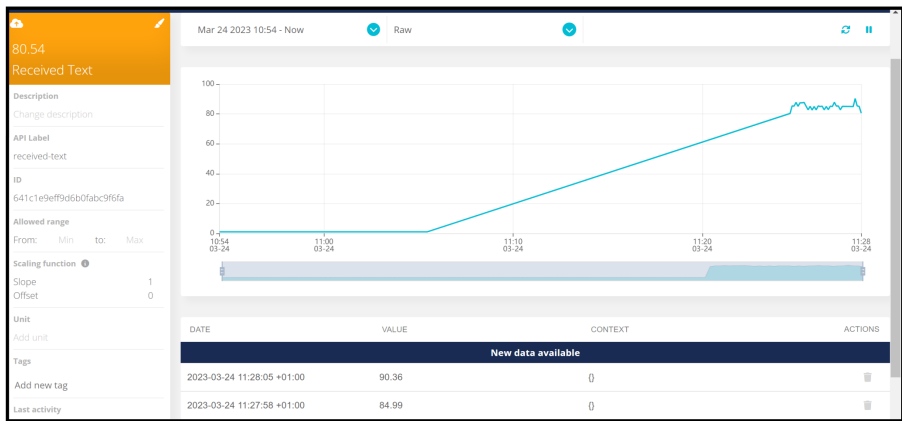 80.54
Received Text
Description
Change description
API Label
received-text
ID
641c1e9eff9d6b0fabc9f6fa
Allowed range
From: Min to: Max
Scaling function
Slope 1
Offset 0
Unit
Add unit
Tags
Add new tag
Last activity
Mar 24 2023 10:54 - Now Raw
100
80
60
40
20
0
10:54 11:00 11:10 11:20 11:28
03-24 03-24 03-24 03-24 03-24
DATE VALUE CONTEXT ACTIONS
New data available
2023-03-24 11:28:05 +01:00 90.36 {}
2023-03-24 11:27:58 +01:00 84.99 {}